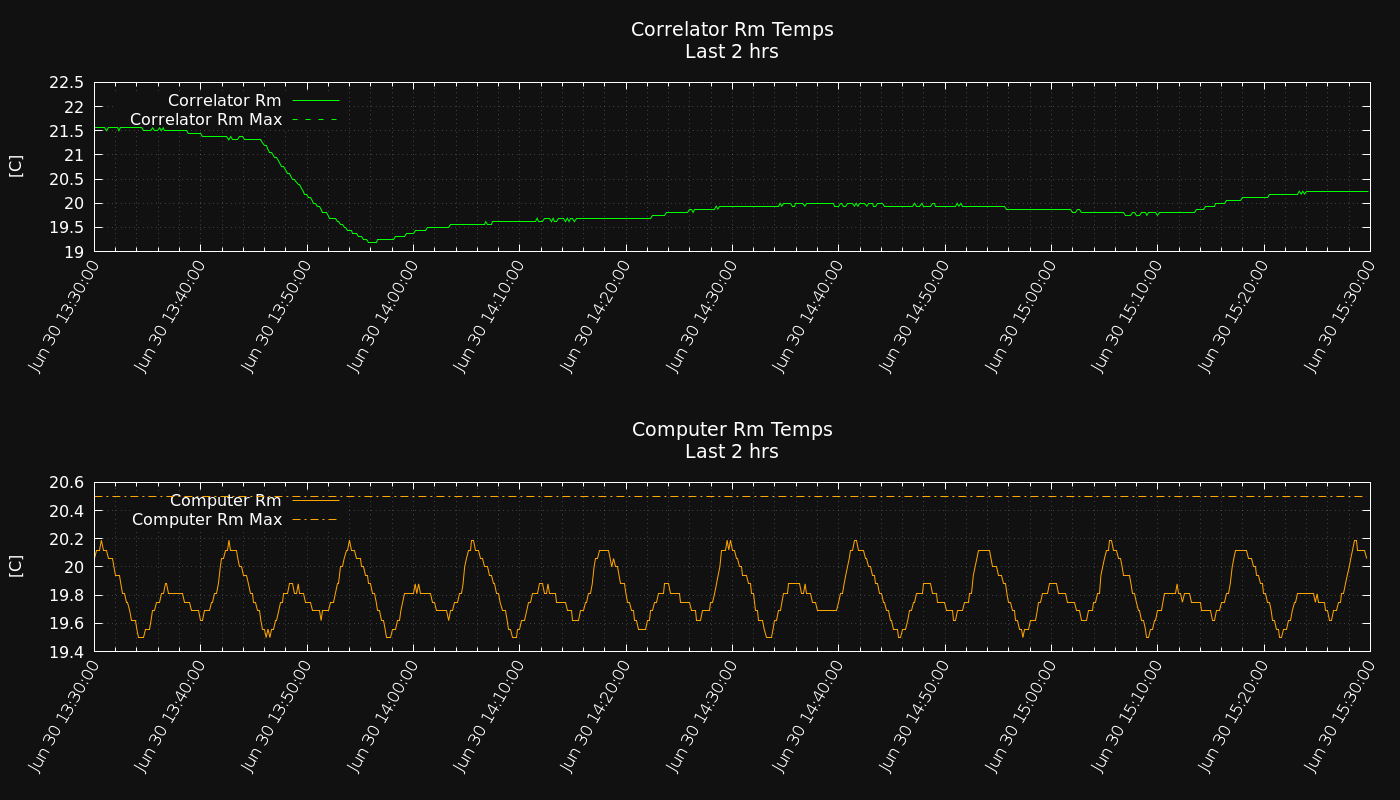 Correlator Rm Temps
Last 2 hrs
22.5
22
21.5
21
20.5
20
19.5
19
[C]
Correlator Rm
Correlator Rm Max
Jun 30 13:30:00
Jun 30 13:40:00
Jun 30 13:50:00
Jun 30 14:00:00
Jun 30 14:10:00
Jun 30 14:20:00
Jun 30 14:30:00
Jun 30 14:40:00
Jun 30 14:50:00
Jun 30 15:00:00
Jun 30 15:10:00
Jun 30 15:20:00
Jun 30 15:30:00
Computer Rm Temps
Last 2 hrs
20.6
20.4
20.2
20
19.8
19.6
19.4
[C]
Computer Rm
Computer Rm Max
Jun 30 13:30:00
Jun 30 13:40:00
Jun 30 13:50:00
Jun 30 14:00:00
Jun 30 14:10:00
Jun 30 14:20:00
Jun 30 14:30:00
Jun 30 14:40:00
Jun 30 14:50:00
Jun 30 15:00:00
Jun 30 15:10:00
Jun 30 15:20:00
Jun 30 15:30:00